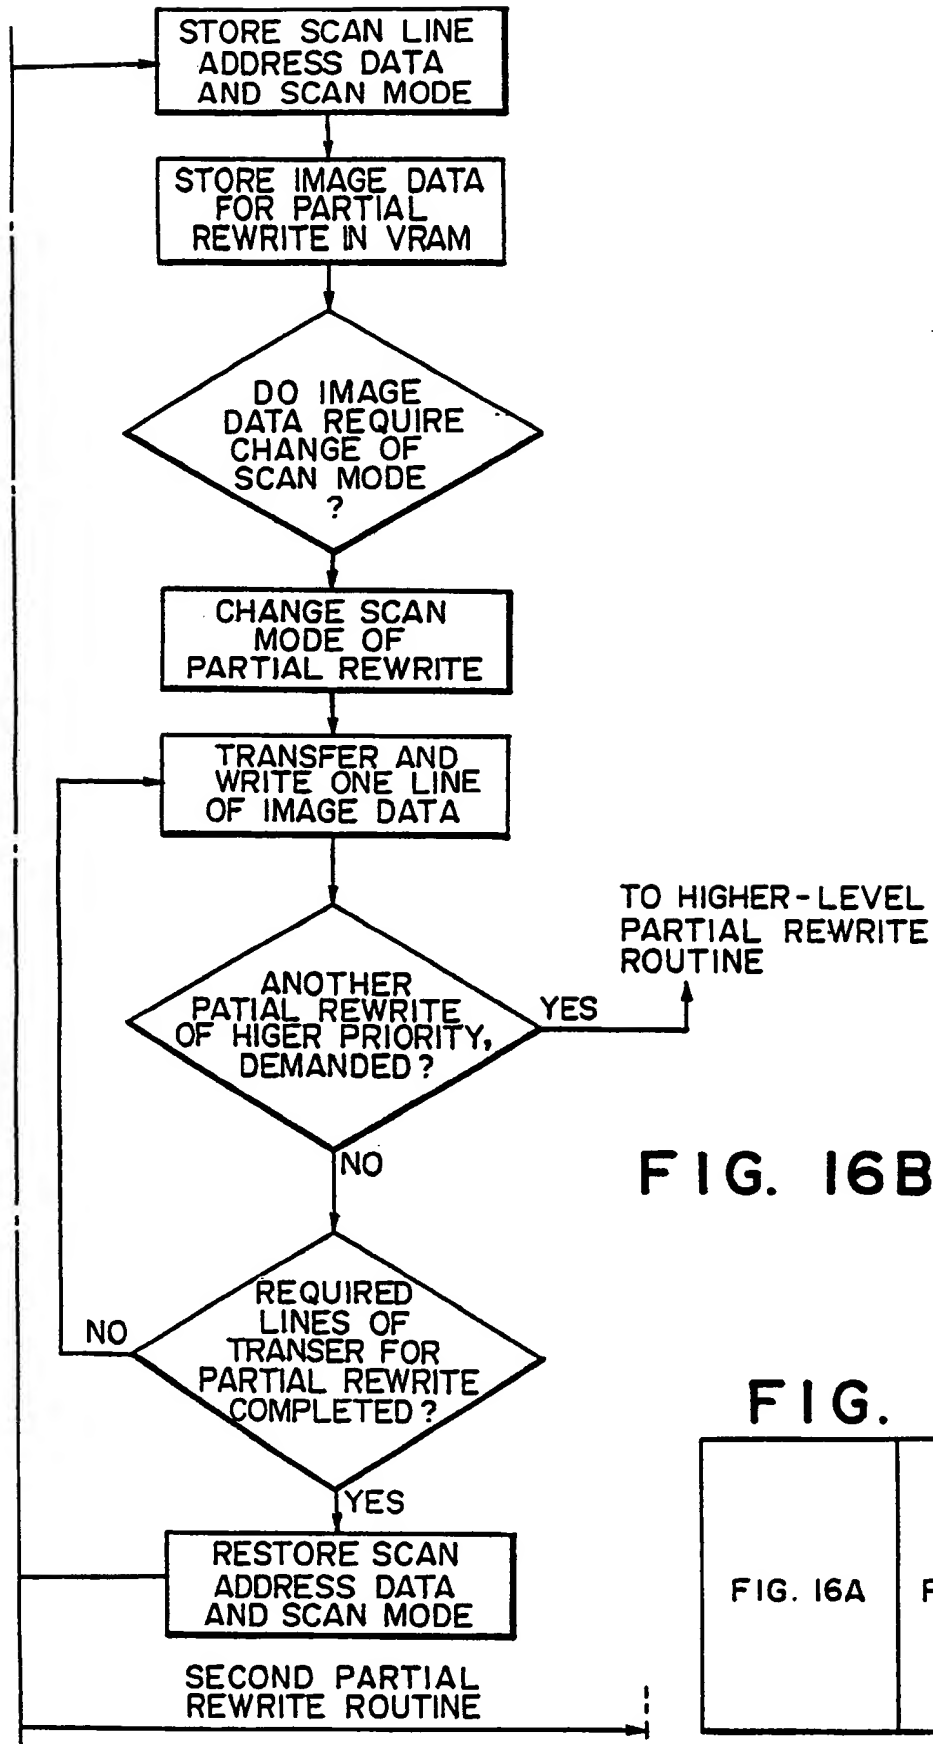 STORE SCAN LINE
ADDRESS DATA
AND SCAN MODE
STORE IMAGE DATA
FOR PARTIAL
REWRITE IN VRAM
DO IMAGE
DATA REQUIRE
CHANGE OF
SCAN MODE
?
CHANGE SCAN
MODE OF
PARTIAL REWRITE
TRANSFER AND
WRITE ONE LINE
OF IMAGE DATA
TO HIGHER-LEVEL
PARTIAL REWRITE
ROUTINE
ANOTHER
PATIAL REWRITE
OF HIGER PRIORITY,
DEMANDED?
YES
NO
FIG. 16B
REQUIRED
LINES OF
TRANSER FOR
PARTIAL REWRITE
COMPLETED?
NO
YES
FIG.
RESTORE SCAN
ADDRESS DATA
AND SCAN MODE
FIG. 16A
SECOND PARTIAL
REWRITE ROUTINE